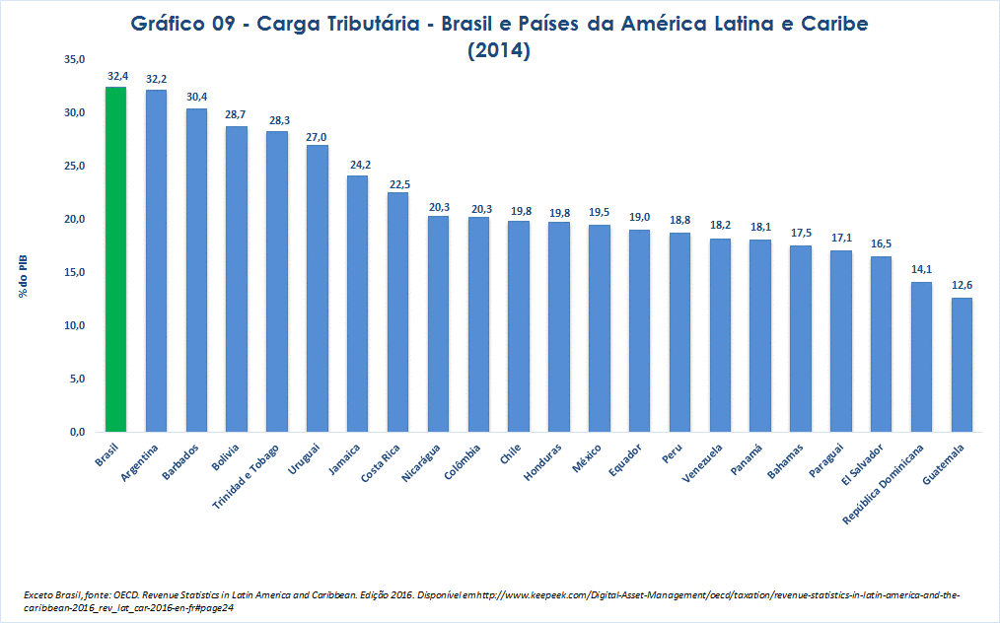 Gráfico 09 - Carga Tributária - Brasil e Países da América Latina e Caribe
(2014)
% do PIB
35,0
30,0
25,0
20,0
15,0
10,0
5,0
0,0
32,4
32,2
30,4
28,7
28,3
27,0
24,2
22,5
20,3
20,3
19,8
19,8
19,5
19,0
18,8
18,2
18,1
17,5
17,1
16,5
14,1
12,6
Brasil
Argentina
Barbados
Bolivia
Trinidad e Tobago
Uruguai
Jamaica
Costa Rica
Nicarágua
Colômbia
Chile
Honduras
México
Equador
Peru
Venezuela
Panamá
Bahamas
Paraguai
El Salvador
República Dominicana
Guatemala
Exceto Brasil, fonte: OECD. Revenue Statistics in Latin America and Caribbean. Edição 2016. Disponível emhttp://www.keepeek.com/Digital-Asset-Management/oecd/taxation/revenue-statistics-in-latin-america-and-the-
caribbean-2016_rev_lat_car-2016-en-fr#page24